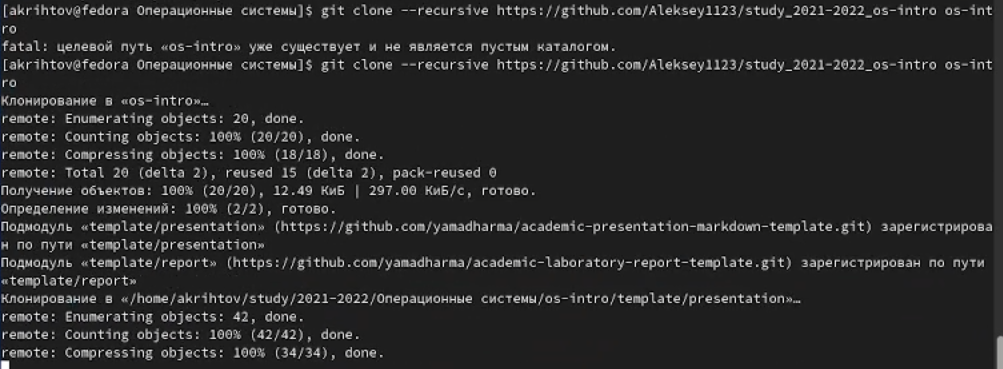 [akrihtov@fedora Операционные системы]$ git clone --recursive https://github.com/Aleksey1123/study_2021-2022_os-intro os-int
ro
fatal: целевой путь «os-intro» уже существует и не является пустым каталогом.
[akrihtov@fedora Операционные системы]$ git clone --recursive https://github.com/Aleksey1123/study_2021-2022_os-intro os-int
ro
Клонирование в «os-intro»…
remote: Enumerating objects: 20, done.
remote: Counting objects: 100% (20/20), done.
remote: Compressing objects: 100% (18/18), done.
remote: Total 20 (delta 2), reused 15 (delta 2), pack-reused 0
Получение объектов: 100% (20/20), 12.49 КиБ | 297.00 КиБ/с, готово.
Определение изменений: 100% (2/2), готово.
Подмодуль «template/presentation» (https://github.com/yamadharma/academic-presentation-markdown-template.git) зарегистрирова
н по пути «template/presentation»
Подмодуль «template/report» (https://github.com/yamadharma/academic-laboratory-report-template.git) зарегистрирован по пути
«template/report»
Клонирование в «/home/akrihtov/study/2021-2022/Операционные системы/os-intro/template/presentation»…
remote: Enumerating objects: 42, done.
remote: Counting objects: 100% (42/42), done.
remote: Compressing objects: 100% (34/34), done.